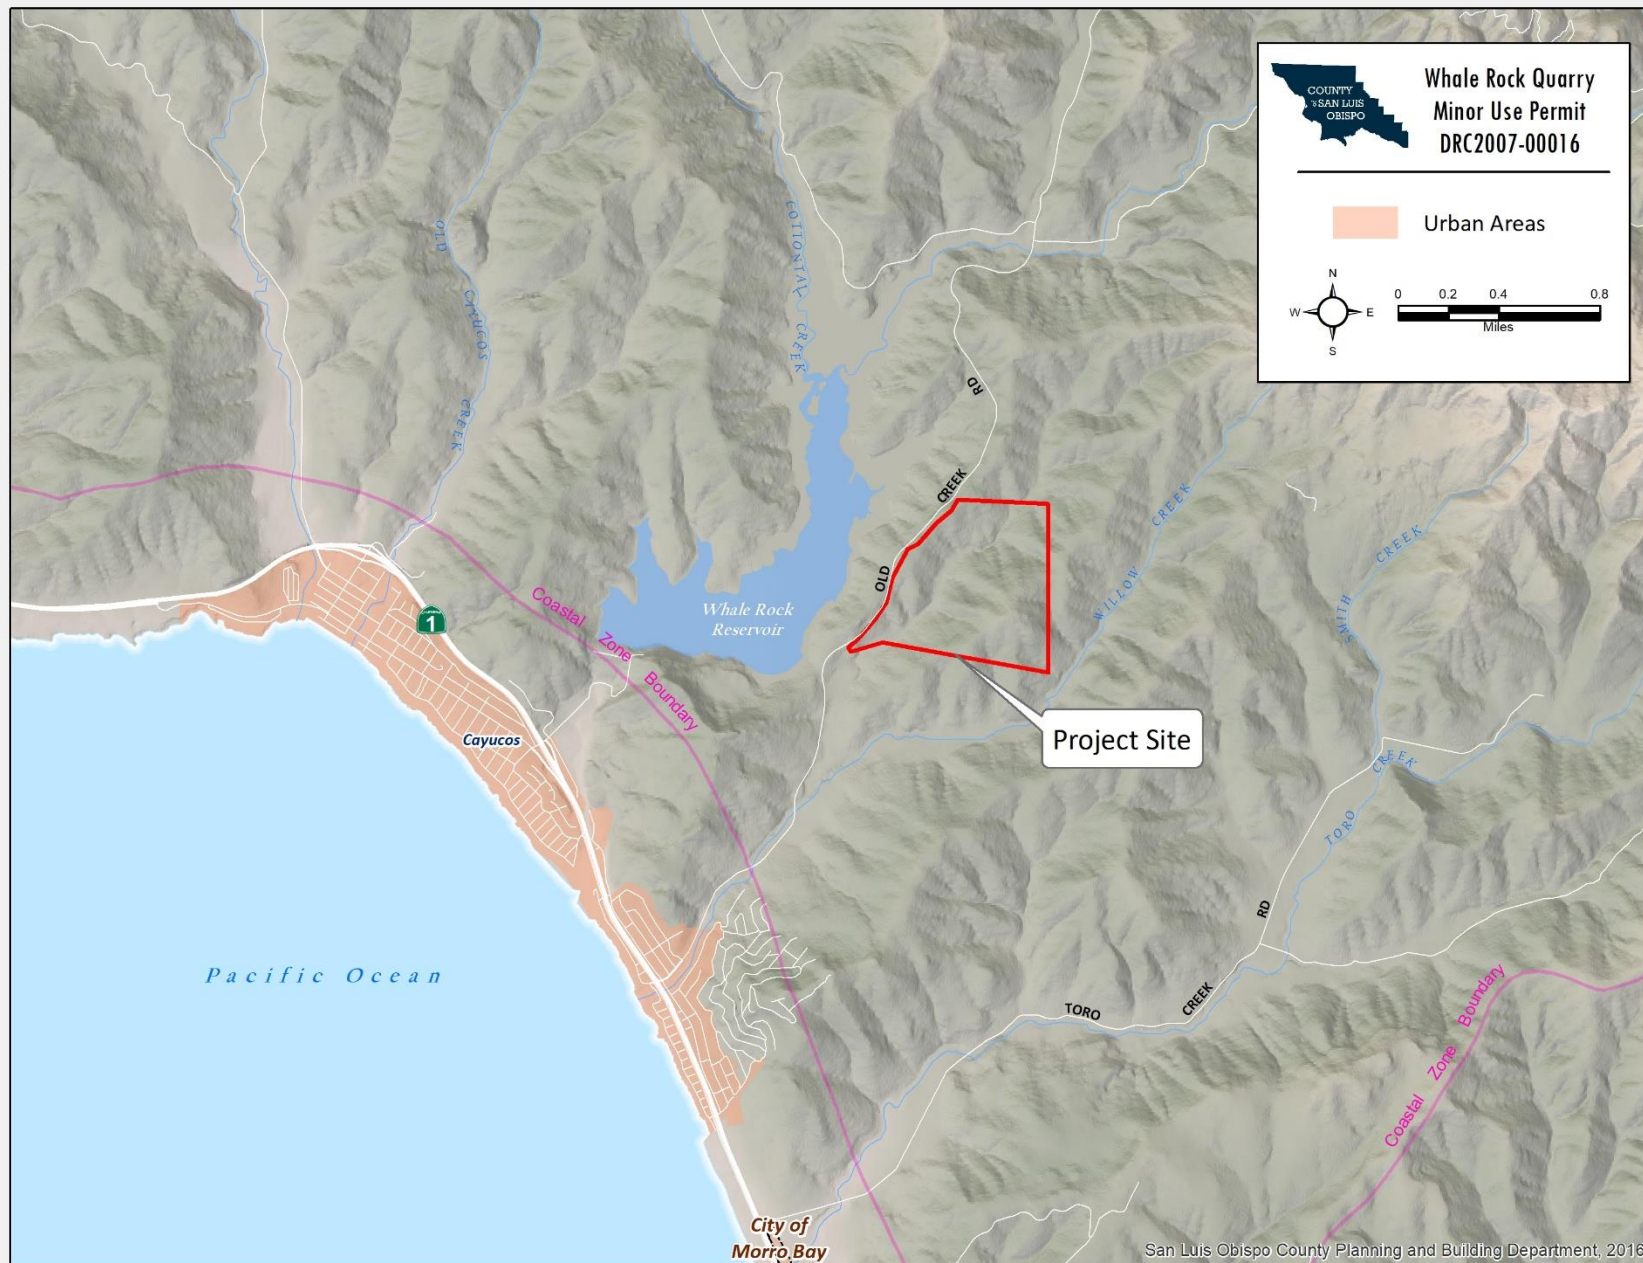 COUNTY
OF SAN LUIS
OBISPO
Whale Rock Quarry
Minor Use Permit
DRC2007-00016
Urban Areas
N
W
E
S
0
0.2
0.4
0.8
Miles
OLD
CAYUCOS
CREEK
COTTONTAIL
CREEK
RD
CREEK
OLD
WILLOW
CREEK
SMITH
CREEK
CALIFORNIA
1
Coastal Zone Boundary
Whale Rock
Reservoir
Project Site
Cayucos
TORO
CREEK
RD
CREEK
TORO
Pacific Ocean
Coastal Zone Boundary
City of
Morro Bay
San Luis Obispo County Planning and Building Department, 2016